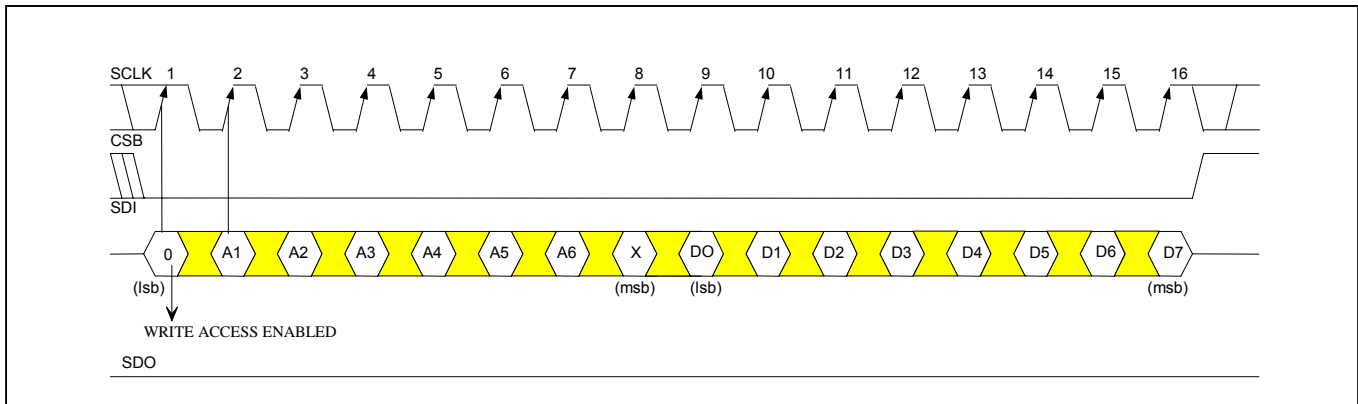 SCLK 1 2 3 4 5 6 7 8 9 10 11 12 13 14 15 16
CSB
SDI
0 A1 A2 A3 A4 A5 A6 X DO D1 D2 D3 D4 D5 D6 D7
(lsb) (msb) (lsb) (msb)
WRITE ACCESS ENABLED
SDO